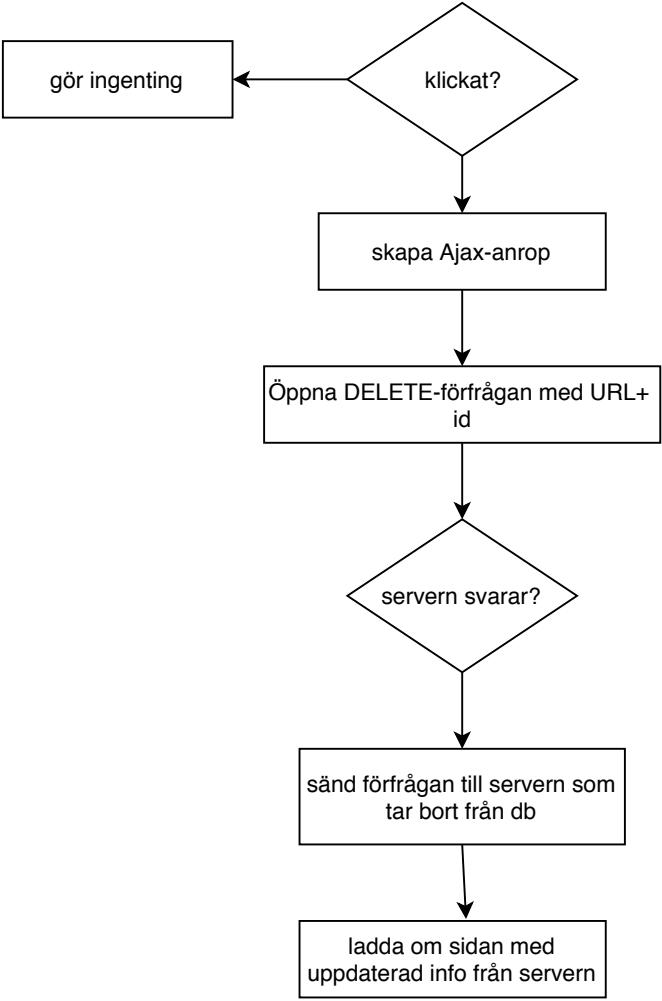 gör ingenting
klickat?
skapa Ajax-anrop
Öppna DELETE-förfrågan med URL+
id
servern svarar?
sänd förfrågan till servern som
tar bort från db
ladda om sidan med
uppdaterad info från servern